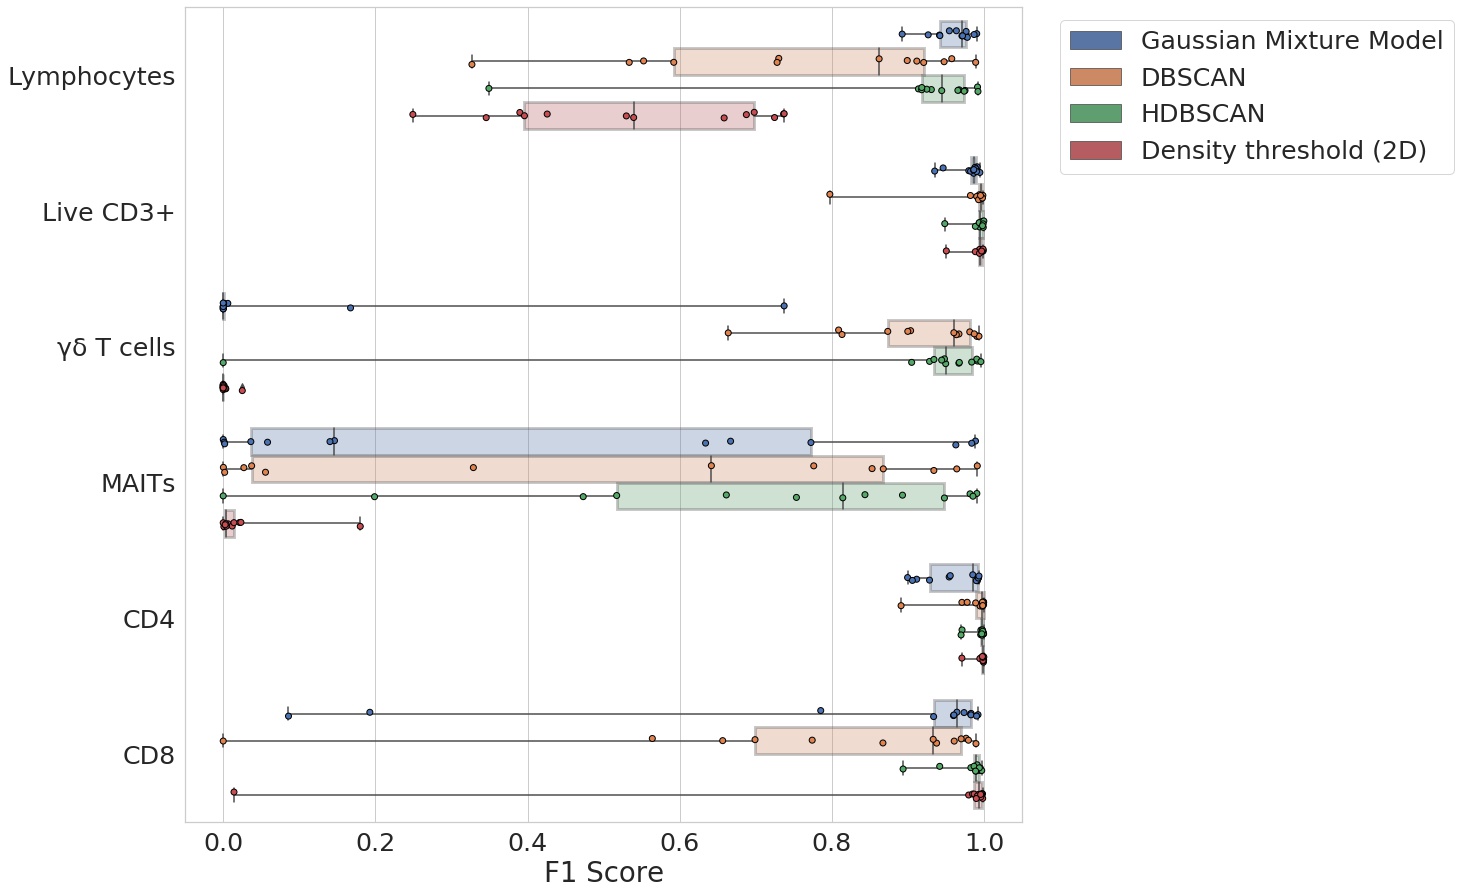 Lymphocytes
Live CD3+
γδ T cells
MAITs
CD4
CD8
0.0 0.2 0.4 0.6 0.8 1.0
F1 Score
Gaussian Mixture Model
DBSCAN
HDBSCAN
Density threshold (2D)